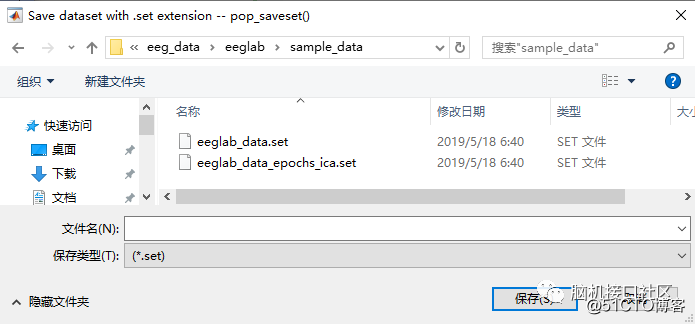 Save dataset with .set extension -- pop_saveset()
« eeg_data › eeglab › sample_data
搜索"sample_data"
组织
新建文件夹
名称 修改日期 类型 大
快速访问
桌面
下载
文档
eeglab_data.set 2019/5/18 6:40 SET 文件
eeglab_data_epochs_ica.set 2019/5/18 6:40 SET 文件
文件名(N):
保存类型(T): (*.set)
隐藏文件夹
保存(S)
脑机接口社区
@51CTO博客